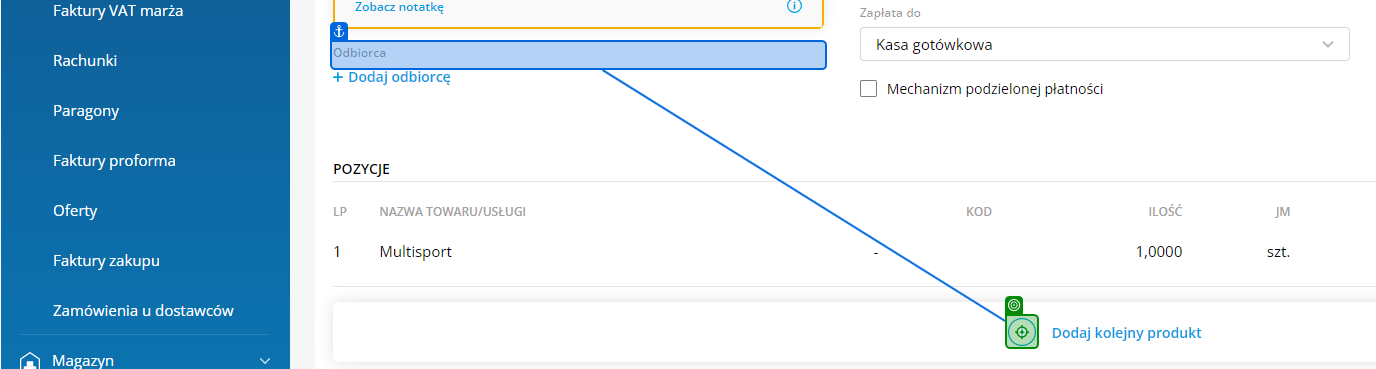 Faktury VAT marża
Rachunki
Paragony
Faktury proforma
Oferty
Faktury zakupu
Zamówienia u dostawców
Magazyn
Zobacz notatkę
Odbiorca
+ Dodaj odbiorcę
Zapłata do
Kasa gotówkowa
Mechanizm podzielonej płatności
POZYCJE
LP NAZWA TOWARU/USŁUGI KOD ILOŚĆ JM
1 Multisport - 1,0000 szt.
Dodaj kolejny produkt